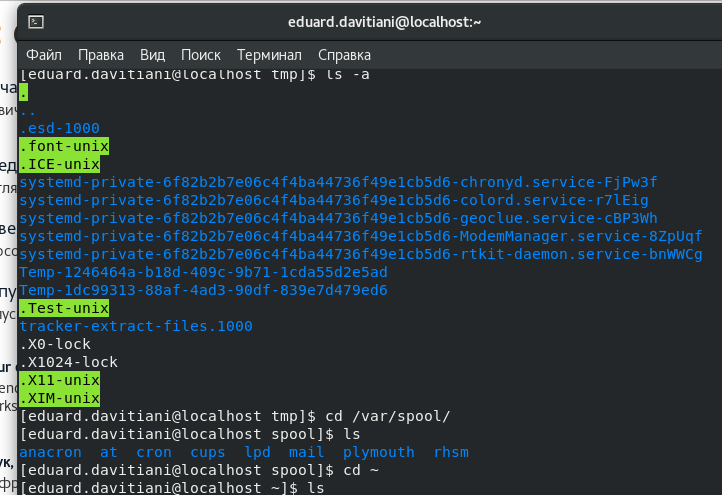 eduard.davitiani@localhost:~
Файл Правка Вид Поиск Терминал Справка
[eduard.davitiani@localhost tmp]$ ls -a
.
..
.esd-1000
.font-unix
.ICE-unix
systemd-private-6f82b2b7e06c4f4ba44736f49e1cb5d6-chronyd.service-FjPw3f
systemd-private-6f82b2b7e06c4f4ba44736f49e1cb5d6-colord.service-r7lEig
systemd-private-6f82b2b7e06c4f4ba44736f49e1cb5d6-geoclue.service-cBP3Wh
systemd-private-6f82b2b7e06c4f4ba44736f49e1cb5d6-ModemManager.service-8ZpUqf
systemd-private-6f82b2b7e06c4f4ba44736f49e1cb5d6-rtkit-daemon.service-bnWWCg
Temp-1246464a-b18d-409c-9b71-1cda55d2e5ad
Temp-1dc99313-88af-4ad3-90df-839e7d479ed6
.Test-unix
tracker-extract-files.1000
.X0-lock
.X1024-lock
.X11-unix
.XIM-unix
[eduard.davitiani@localhost tmp]$ cd /var/spool/
[eduard.davitiani@localhost spool]$ ls
anacron at cron cups lpd mail plymouth rhsm
[eduard.davitiani@localhost spool]$ cd ~
[eduard.davitiani@localhost ~]$ ls